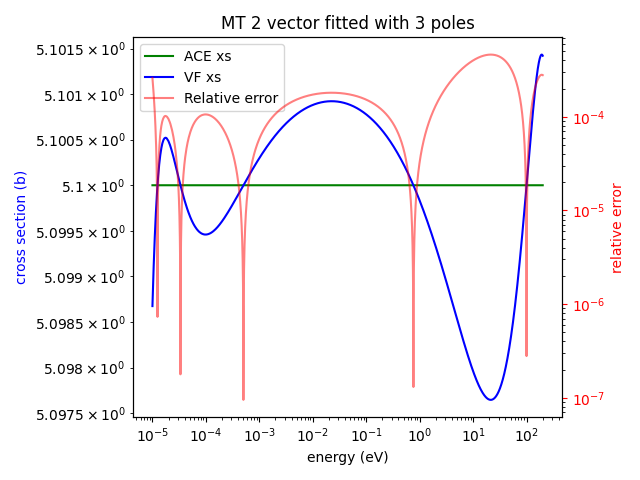 MT 2 vector fitted with 3 poles
ACE xs
VF xs
Relative error
cross section (b)
5.1015 × 10⁰
5.101 × 10⁰
5.1005 × 10⁰
5.1 × 10⁰
5.0995 × 10⁰
5.099 × 10⁰
5.0985 × 10⁰
5.098 × 10⁰
5.0975 × 10⁰
10⁻⁴
10⁻⁵
10⁻⁶
10⁻⁷
relative error
10⁻⁵ 10⁻⁴ 10⁻³ 10⁻² 10⁻¹ 10⁰ 10¹ 10²
energy (eV)